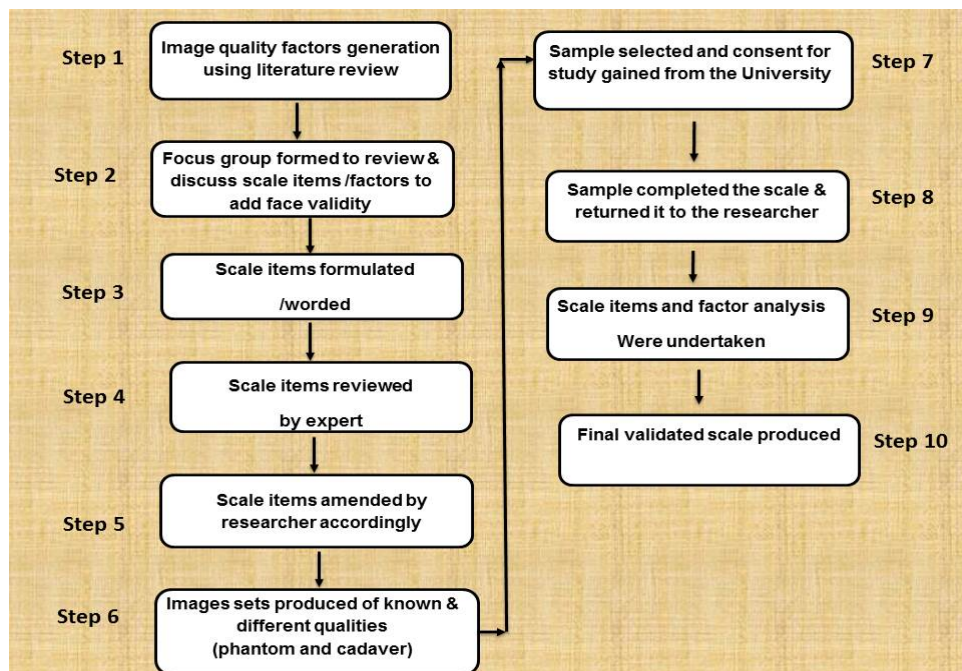 Step 1
Image quality factors generation
using literature review
Step 2
Focus group formed to review &
discuss scale items /factors to
add face validity
Step 3
Scale items formulated
/worded
Step 4
Scale items reviewed
by expert
Step 5
Scale items amended by
researcher accordingly
Step 6
Images sets produced of known &
different qualities
(phantom and cadaver)
Sample selected and consent for
study gained from the University
Step 7
Sample completed the scale &
returned it to the researcher
Step 8
Scale items and factor analysis
Were undertaken
Step 9
Final validated scale produced
Step 10